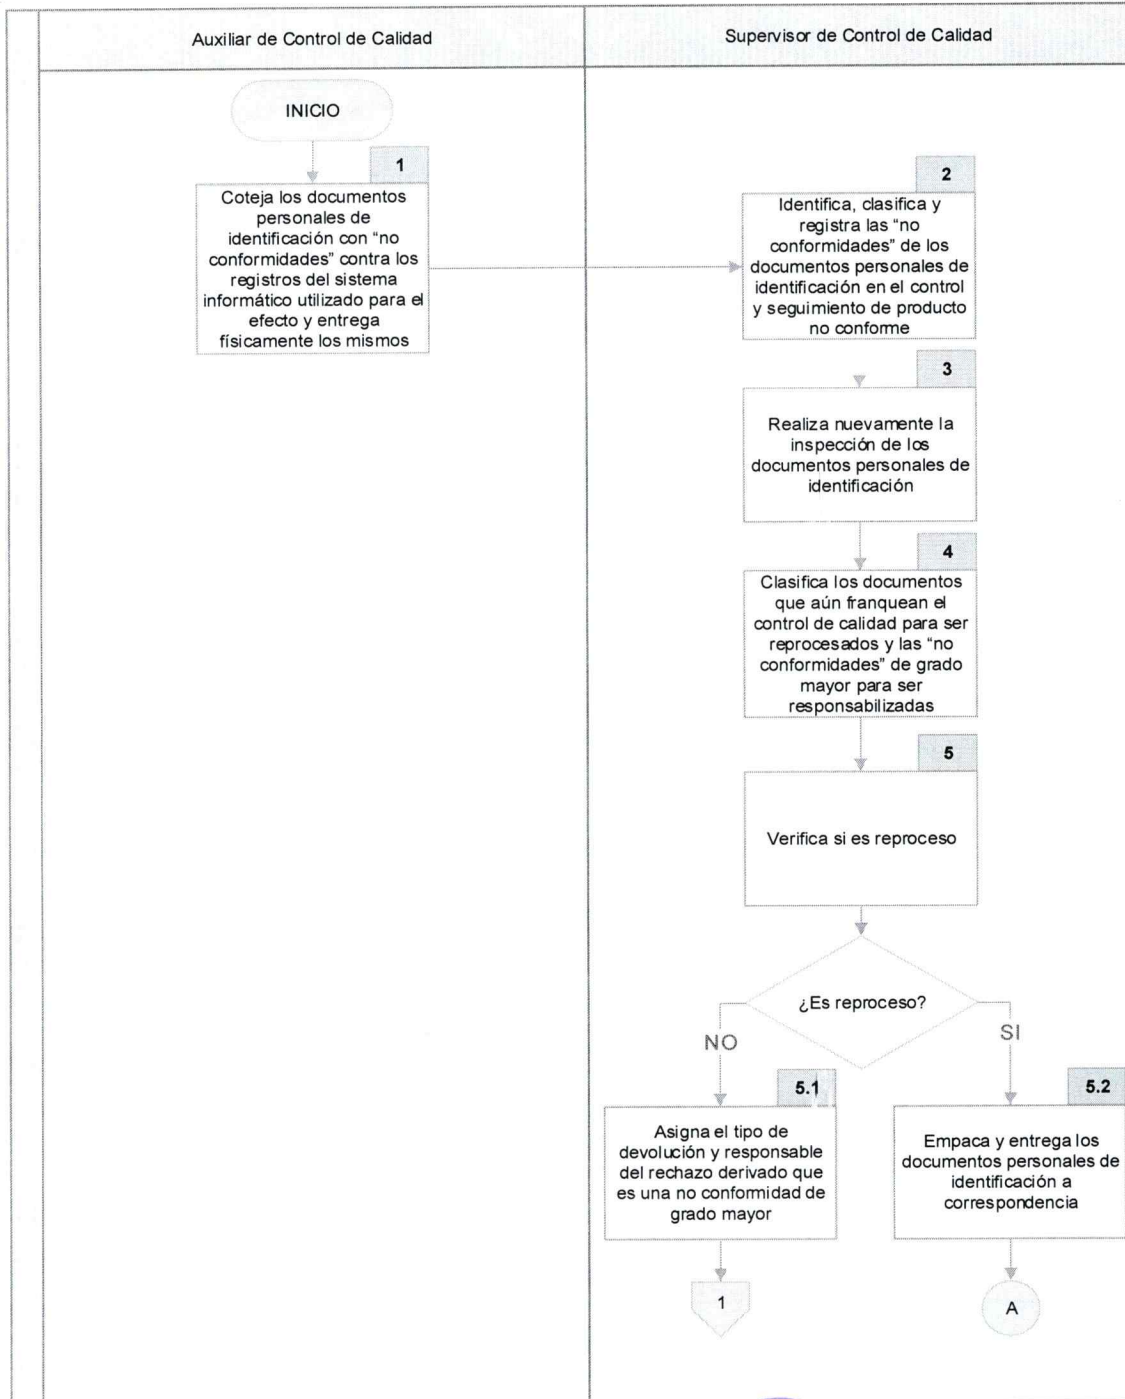 Auxiliar de Control de Calidad
Supervisor de Control de Calidad
INICIO
1
Coteja los documentos
personales de
identificación con “no
conformidades” contra los
registros del sistema
informático utilizado para el
efecto y entrega
físicamente los mismos
2
Identifica, clasifica y
registra las “no
conformidades” de los
documentos personales de
identificación en el control
y seguimiento de producto
no conforme
3
Realiza nuevamente la
inspección de los
documentos personales de
identificación
4
Clasifica los documentos
que aún franquean el
control de calidad para ser
reprocesados y las “no
conformidades” de grado
mayor para ser
responsabilizadas
5
Verifica si es reproceso
¿Es reproceso?
NO
SI
5.1
Asigna el tipo de
devolución y responsable
del rechazo derivado que
es una no conformidad de
grado mayor
1
5.2
Empaca y entrega los
documentos personales de
identificación a
correspondencia
A